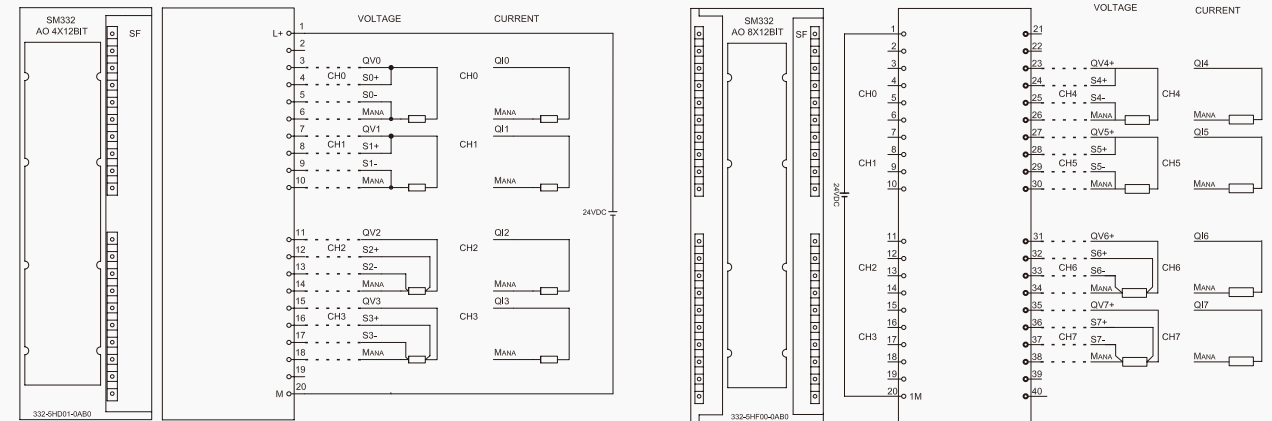 SM332
AO 4X12BIT
SF
VOLTAGE CURRENT
L+ 1
2
3 QV0 QI0
4 CH0 S0+ CH0
5 S0-
6 MANA MANA
7 QV1 QI1
8 CH1 S1+ CH1
9 S1-
10 MANA MANA
24VDC
11 QV2 QI2
12 CH2 S2+ CH2
13 S2-
14 MANA MANA
15 QV3 QI3
16 CH3 S3+ CH3
17 S3-
18 MANA MANA
19
M 20
332-5HD01-0AB0
SM332
AO 8X12BIT
SF
1
2
3
4
CH0
5
6
7
8
CH1
9
10
24VDC
11
12
CH2
13
14
15
16
CH3
17
18
19
20 1M
332-5HF00-0AB0
VOLTAGE CURRENT
21
22
23 QV4+ QI4
24 S4+
CH4 CH4
25 S4-
26 MANA MANA
27 QV5+ QI5
28 S5+
29 CH5 S5- CH5
30 MANA MANA
31 QV6+ QI6
32 S6+
33 CH6 S6- CH6
34 MANA MANA
35 QV7+ QI7
36 S7+
37 CH7 S7- CH7
38 MANA MANA
39
40